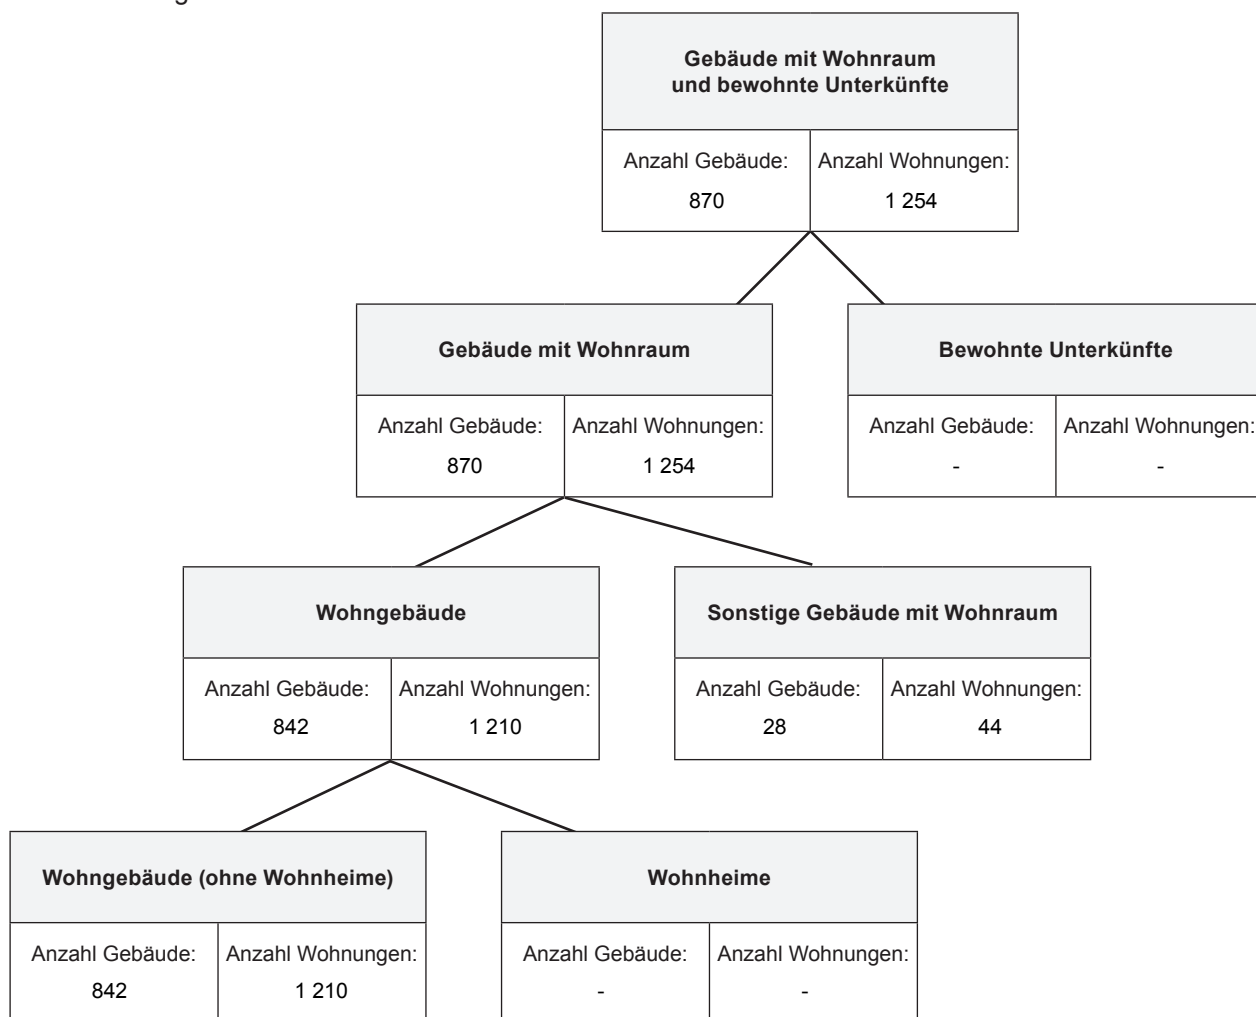 Gebäude mit Wohnraum
und bewohnte Unterkünfte
Anzahl Gebäude: Anzahl Wohnungen:
870 1 254
Gebäude mit Wohnraum
Anzahl Gebäude: Anzahl Wohnungen:
870 1 254
Bewohnte Unterkünfte
Anzahl Gebäude: Anzahl Wohnungen:
- -
Wohngebäude
Anzahl Gebäude: Anzahl Wohnungen:
842 1 210
Sonstige Gebäude mit Wohnraum
Anzahl Gebäude: Anzahl Wohnungen:
28 44
Wohngebäude (ohne Wohnheime)
Anzahl Gebäude: Anzahl Wohnungen:
842 1 210
Wohnheime
Anzahl Gebäude: Anzahl Wohnungen:
- -